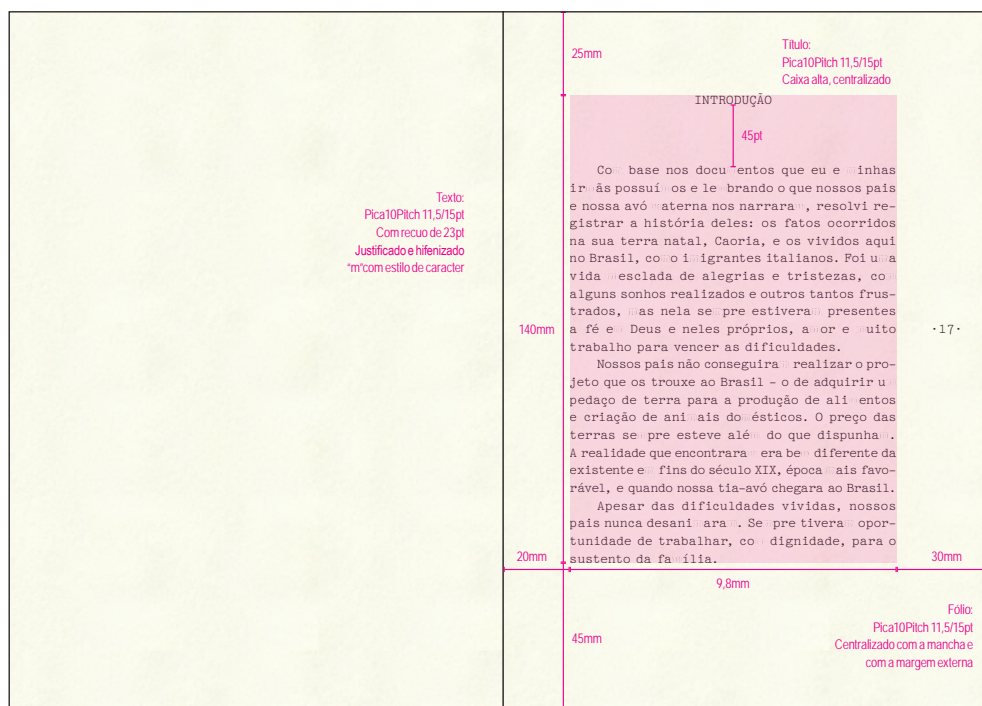 Texto:
Pica10Pitch 11,5/15pt
Com recuo de 23pt
Justificado e hifenizado
"m"com estilo de caracter
25mm
Título:
Pica10Pitch 11,5/15pt
Caixa alta, centralizado
INTRODUÇÃO
45pt
Com base nos documentos que eu e minhas
irmãs possuímos e lembrando o que nossos pais
e nossa avó materna nos narraram, resolvi re-
gistrar a história deles: os fatos ocorridos
na sua terra natal, Caoria, e os vividos aqui
no Brasil, como imigrantes italianos. Foi uma
vida mesclada de alegrias e tristezas, com
alguns sonhos realizados e outros tantos frus-
trados, mas nela sempre estiveram presentes
a fé em Deus e neles próprios, amor e muito
trabalho para vencer as dificuldades.
Nossos pais não conseguiram realizar o pro-
jeto que os trouxe ao Brasil – o de adquirir um
pedaço de terra para a produção de alimentos
e criação de animais domésticos. O preço das
terras sempre esteve além do que dispunham.
A realidade que encontraram era bem diferente da
existente em fins do século XIX, época mais favo-
rável, e quando nossa tia-avó chegara ao Brasil.
Apesar das dificuldades vividas, nossos
pais nunca desanimaram. Sempre tiveram opor-
tunidade de trabalhar, com dignidade, para o
sustento da família.
140mm
·17·
20mm
30mm
9,8mm
45mm
Fólio:
Pica10Pitch 11,5/15pt
Centralizado com a mancha e
com a margem externa